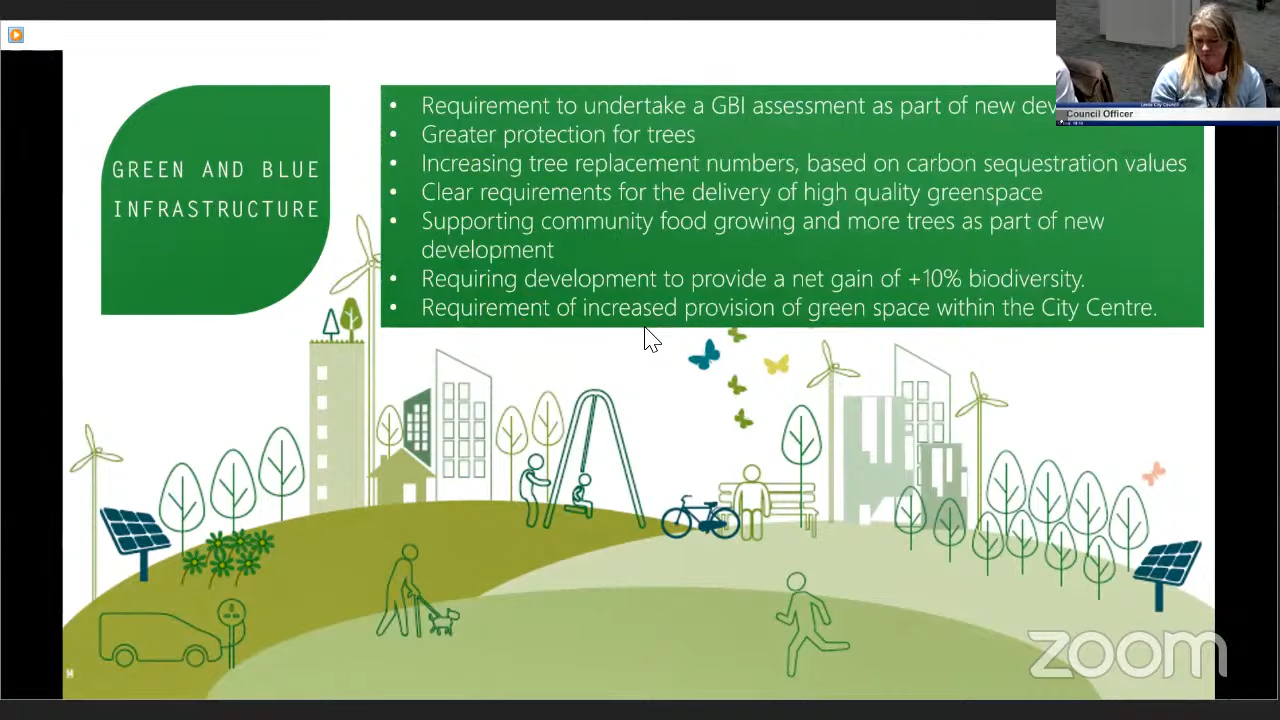 GREEN AND BLUE
INFRASTRUCTURE
• Requirement to undertake a GBI assessment as part of new dev
• Greater protection for trees
• Increasing tree replacement numbers, based on carbon sequestration values
• Clear requirements for the delivery of high quality greenspace
• Supporting community food growing and more trees as part of new
development
• Requiring development to provide a net gain of +10% biodiversity.
• Requirement of increased provision of green space within the City Centre.
Leeds City Council
Council Officer
zoom